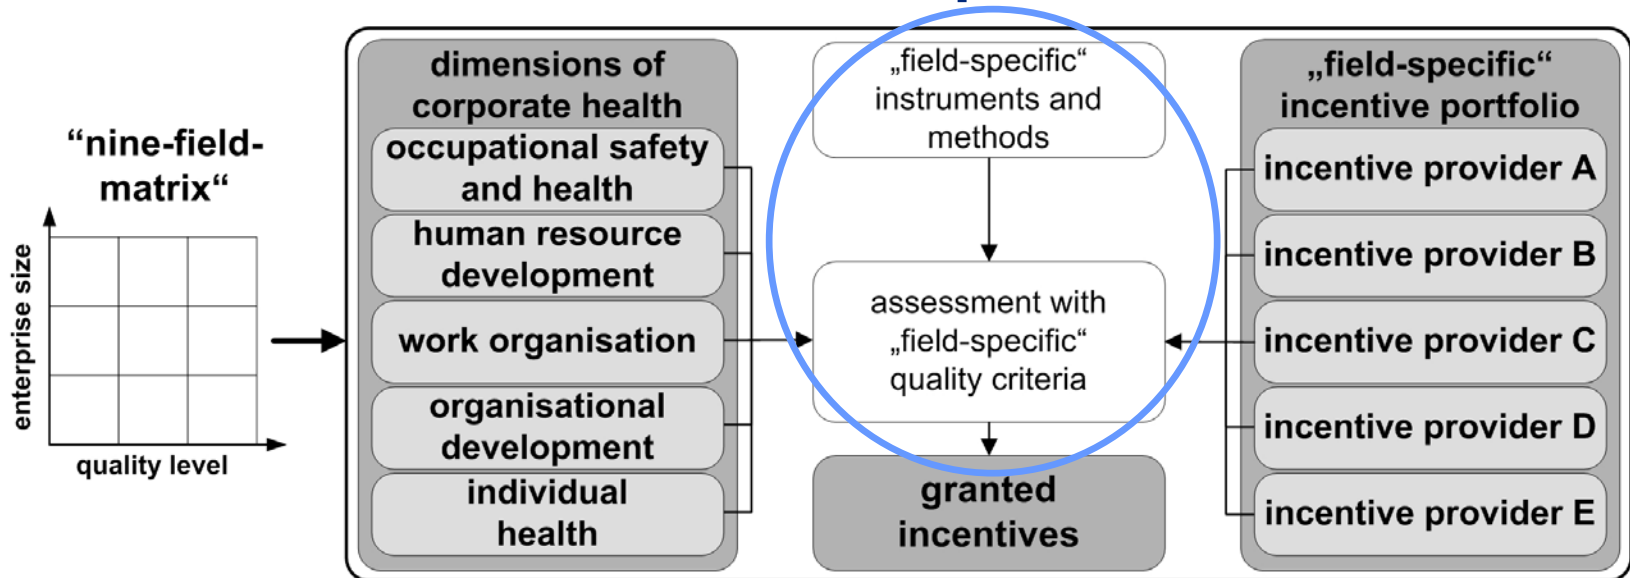 “nine-field-
matrix“
enterprise size
quality level
dimensions of
corporate health
occupational safety
and health
human resource
development
work organisation
organisational
development
individual
health
„field-specific“
instruments and
methods
assessment with
„field-specific“
quality criteria
granted
incentives
„field-specific“
incentive portfolio
incentive provider A
incentive provider B
incentive provider C
incentive provider D
incentive provider E